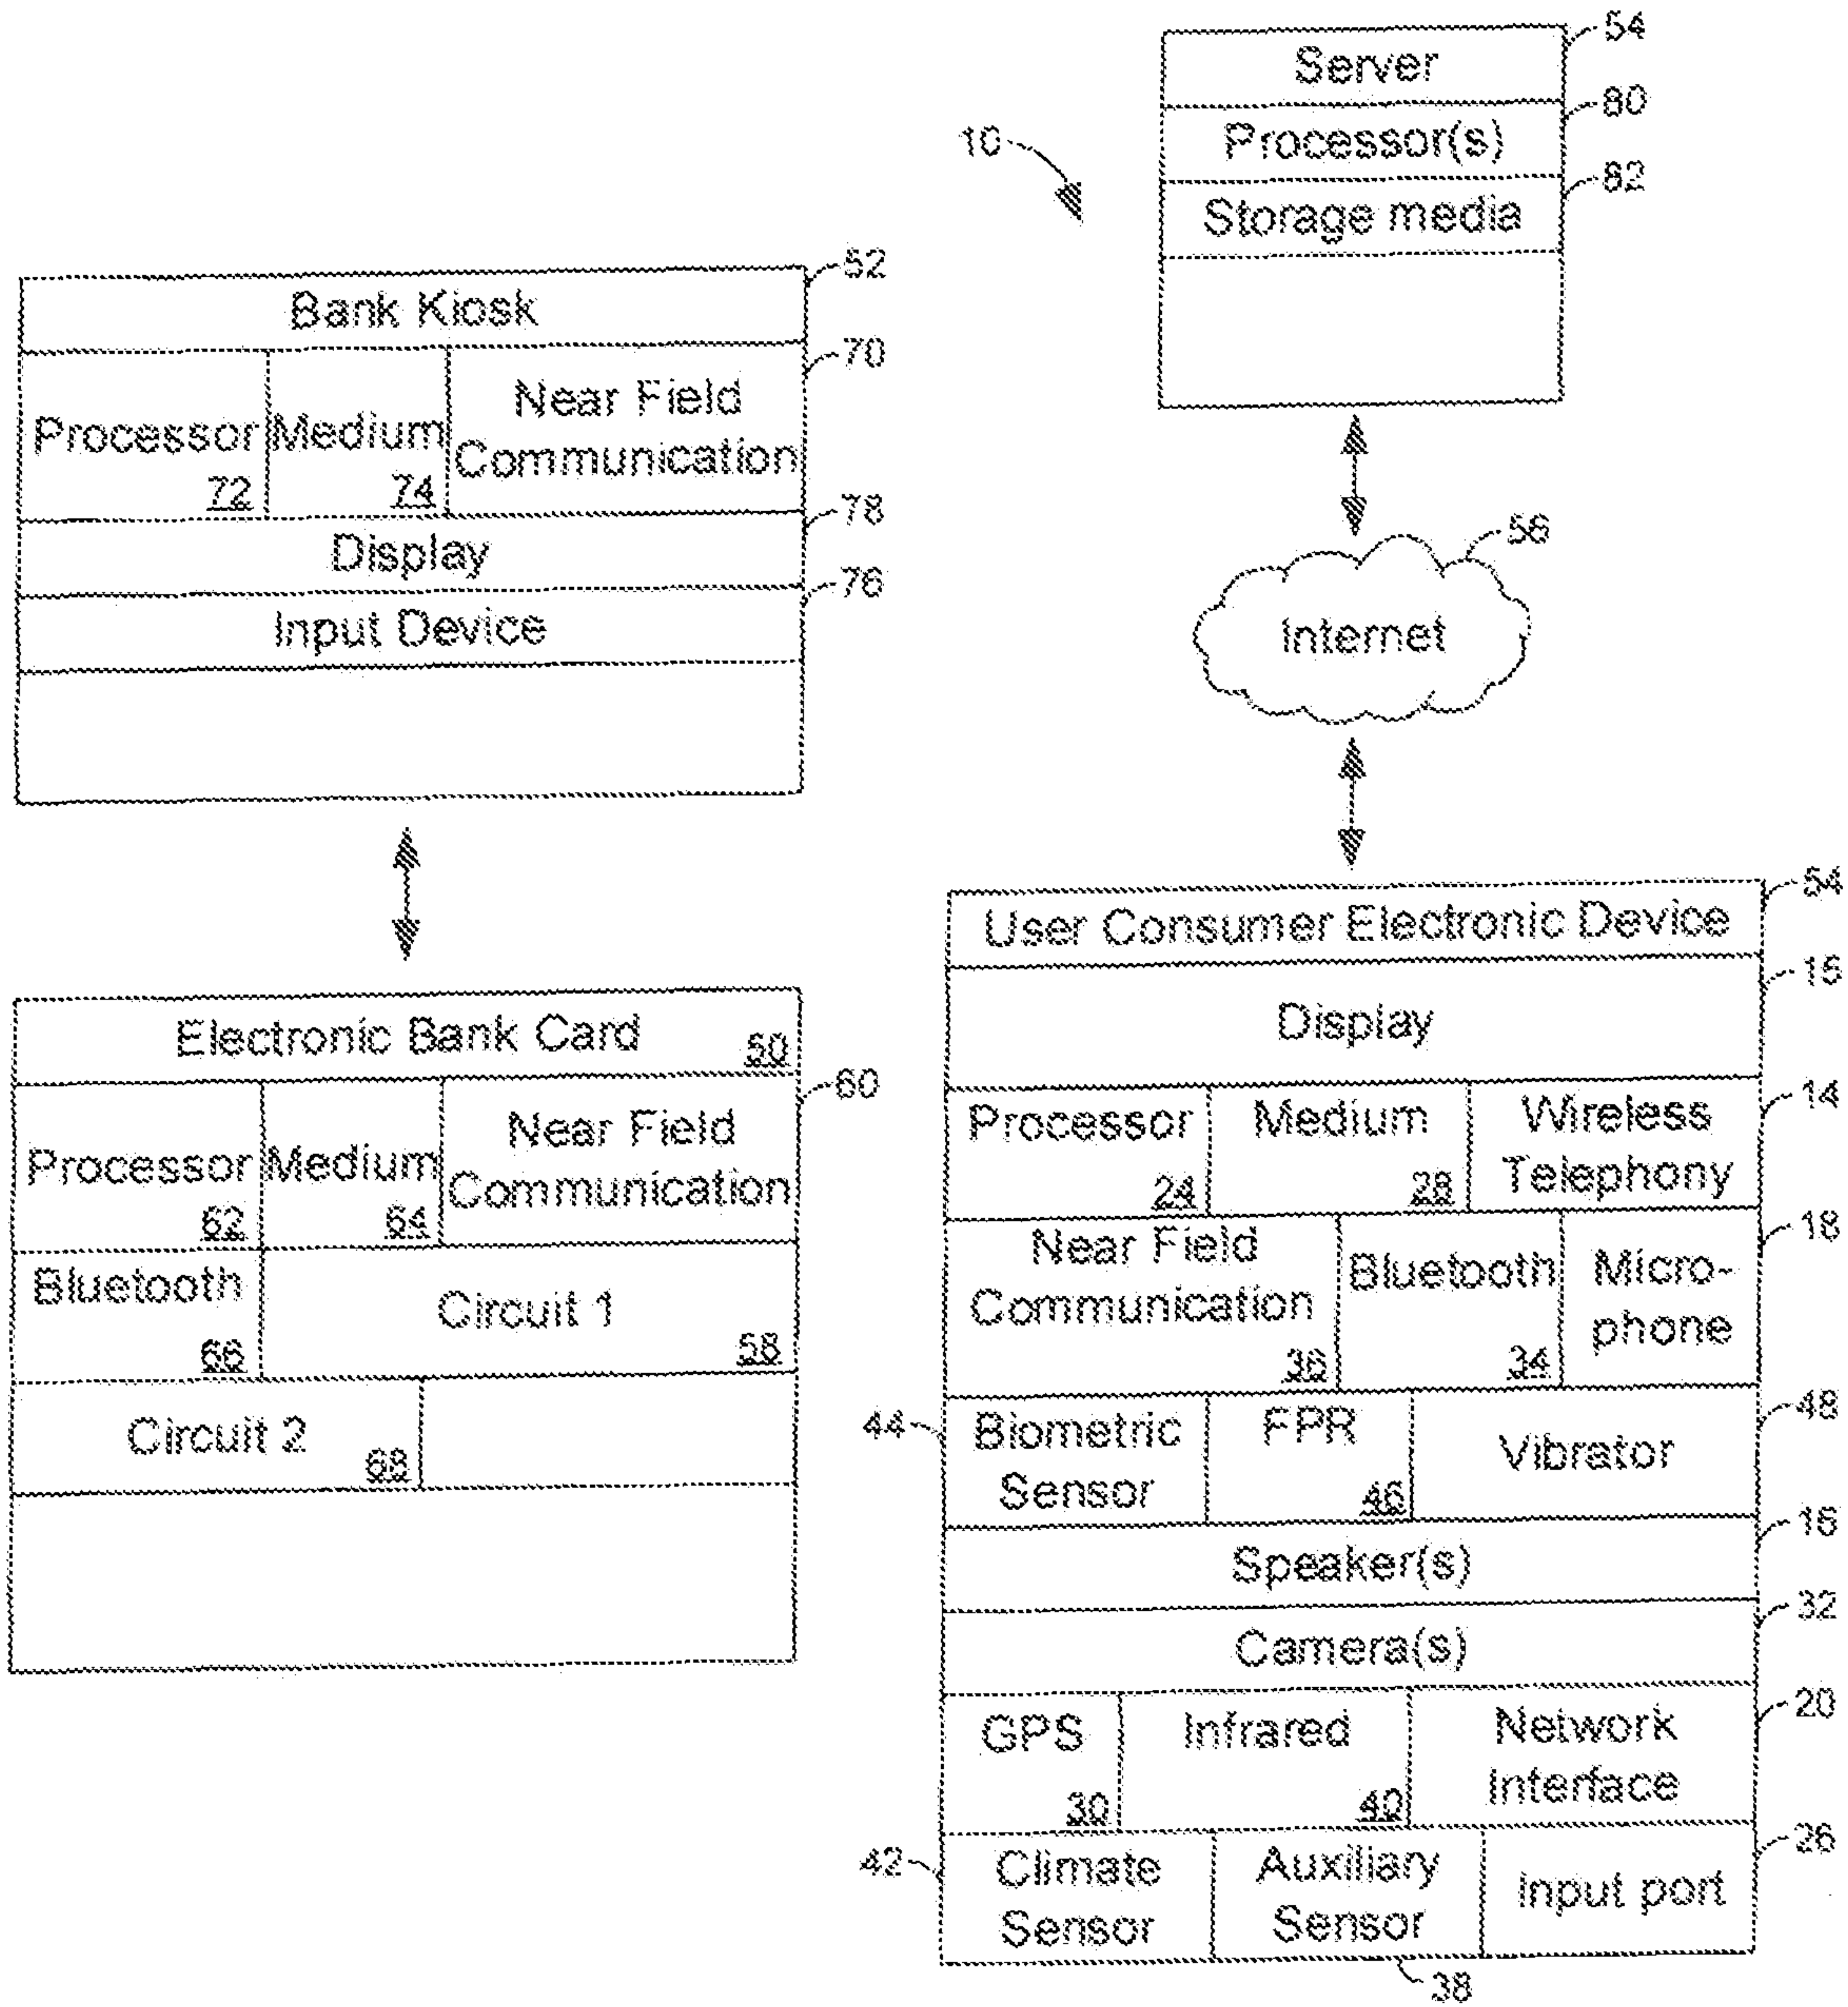 54
Server
80
Processor(s)
82
Storage media
10
52
Bank Kiosk
70
Processor
72
Medium
74
Near Field
Communication
78
Display
76
Input Device
56
Internet
Electronic Bank Card
50
60
Processor
62
Medium
64
Near Field
Communication
Bluetooth
66
Circuit 1
58
Circuit 2
68
54
User Consumer Electronic Device
15
Display
14
Processor
24
Medium
28
Wireless
Telephony
18
Near Field
Communication
36
Bluetooth
34
Micro-
phone
44
Biometric
Sensor
FPR
46
48
Vibrator
16
Speaker(s)
32
Camera(s)
20
GPS
30
Infrared
40
Network
Interface
26
42
Climate
Sensor
Auxiliary
Sensor
Input port
38